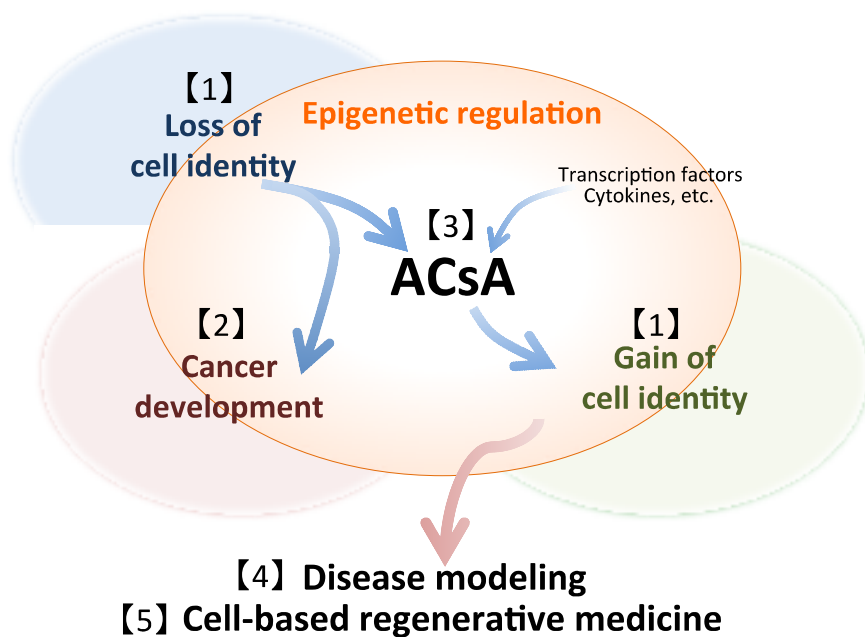 【1】
Loss of
cell identity
Epigenetic regulation
Transcription factors
Cytokines, etc.
【3】
ACsA
【2】
Cancer
development
【1】
Gain of
cell identity
【4】Disease modeling
【5】Cell-based regenerative medicine